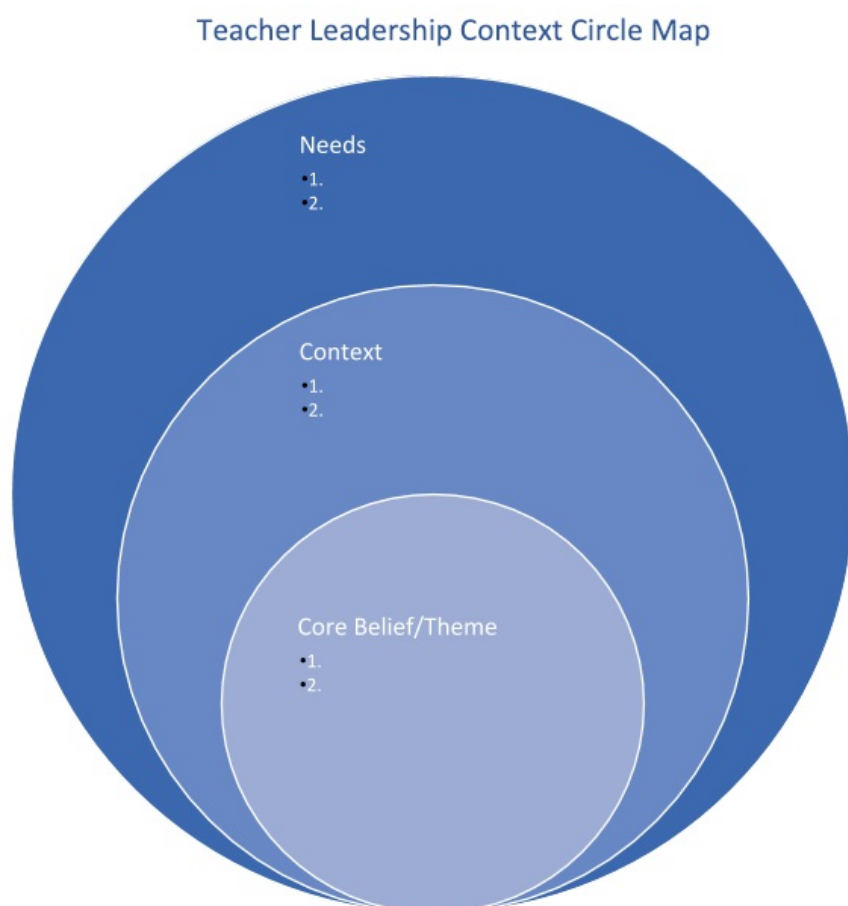 Teacher Leadership Context Circle Map
Needs
•1.
•2.
Context
•1.
•2.
Core Belief/Theme
•1.
•2.